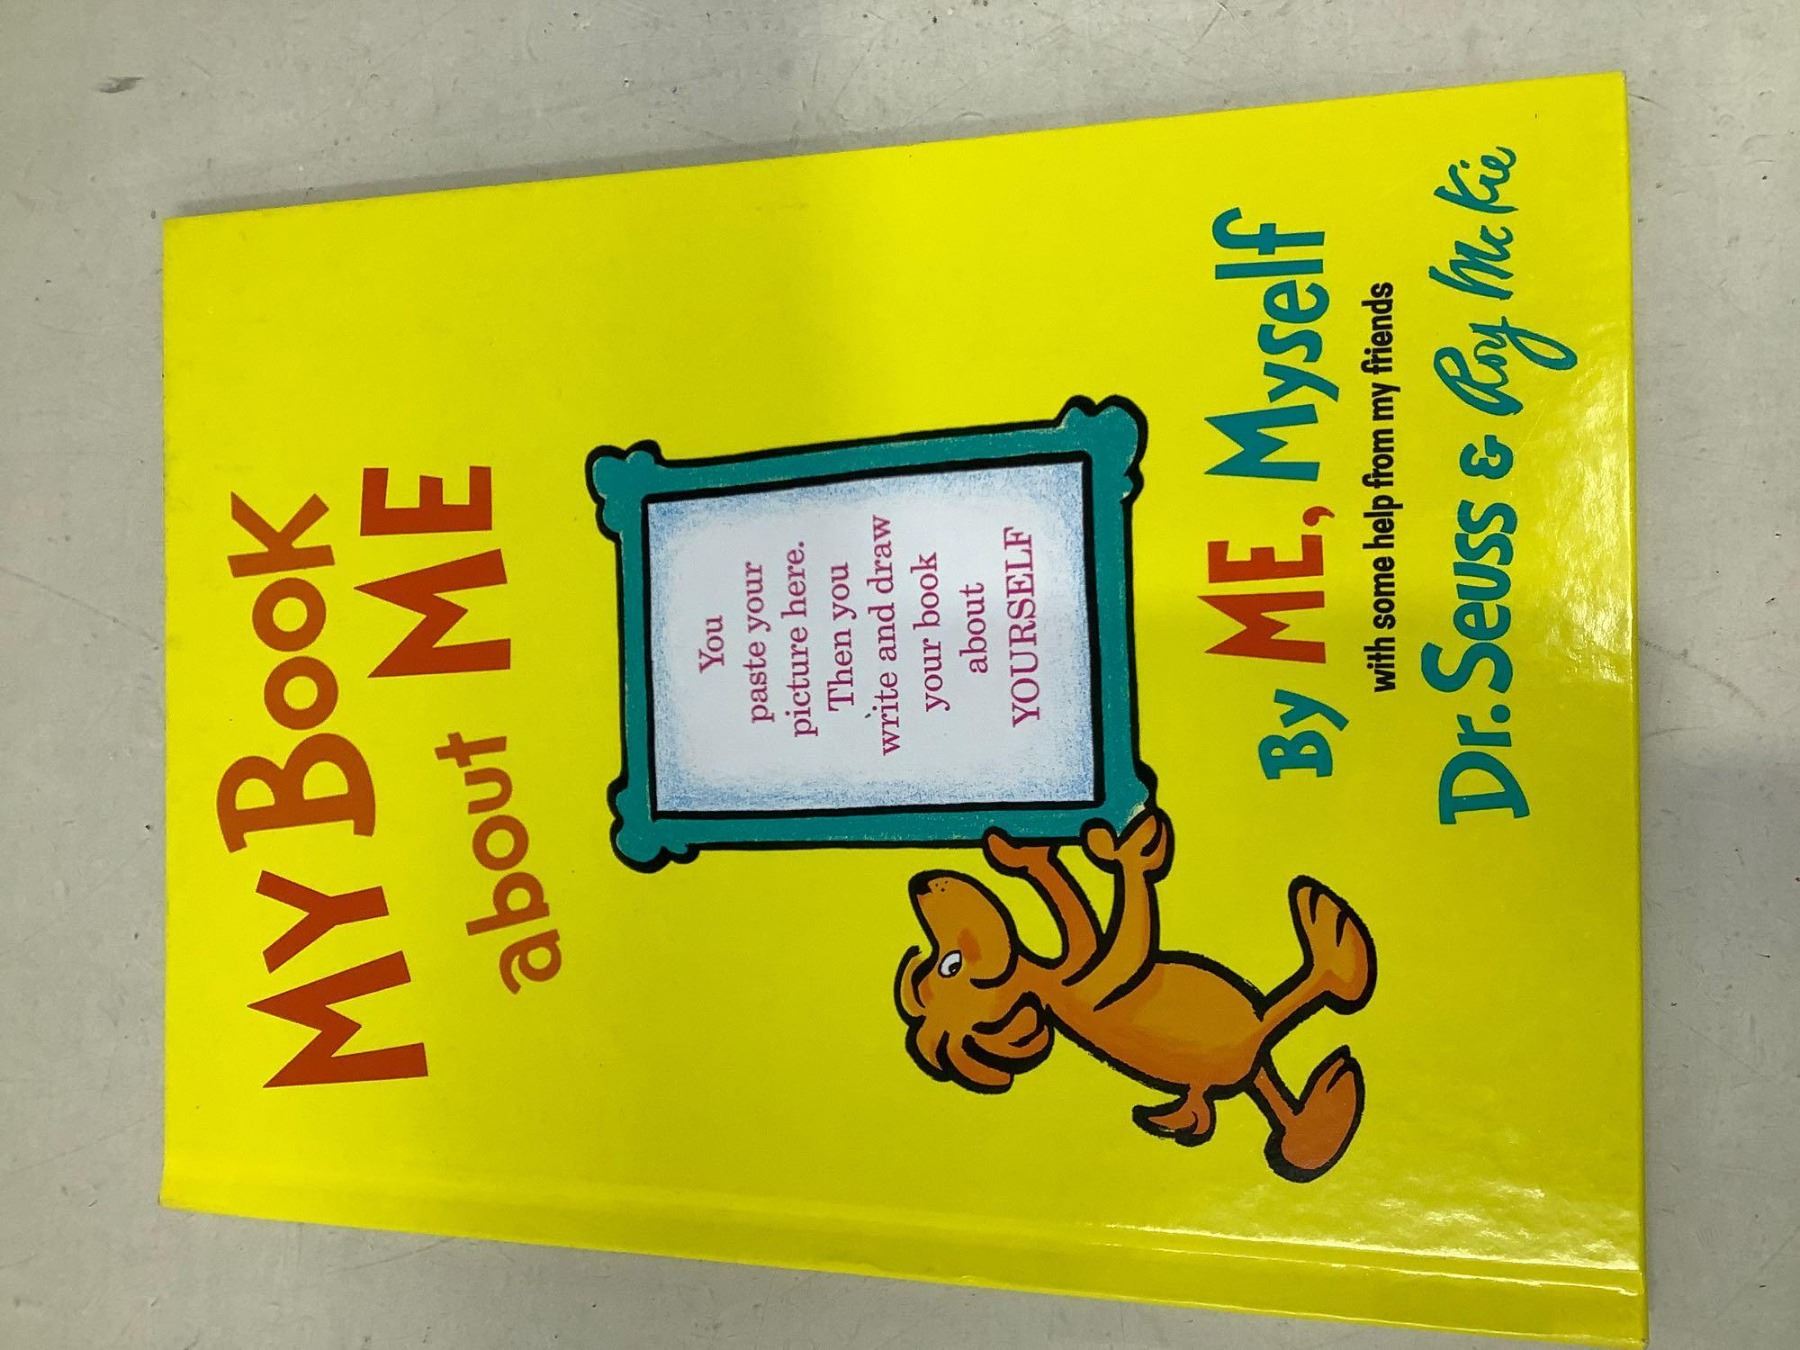 MY BOOK
about ME
You
paste your
picture here.
Then you
write and draw
your book
about
YOURSELF
By ME, Myself
with some help from my friends
Dr. Seuss & Roy McKie